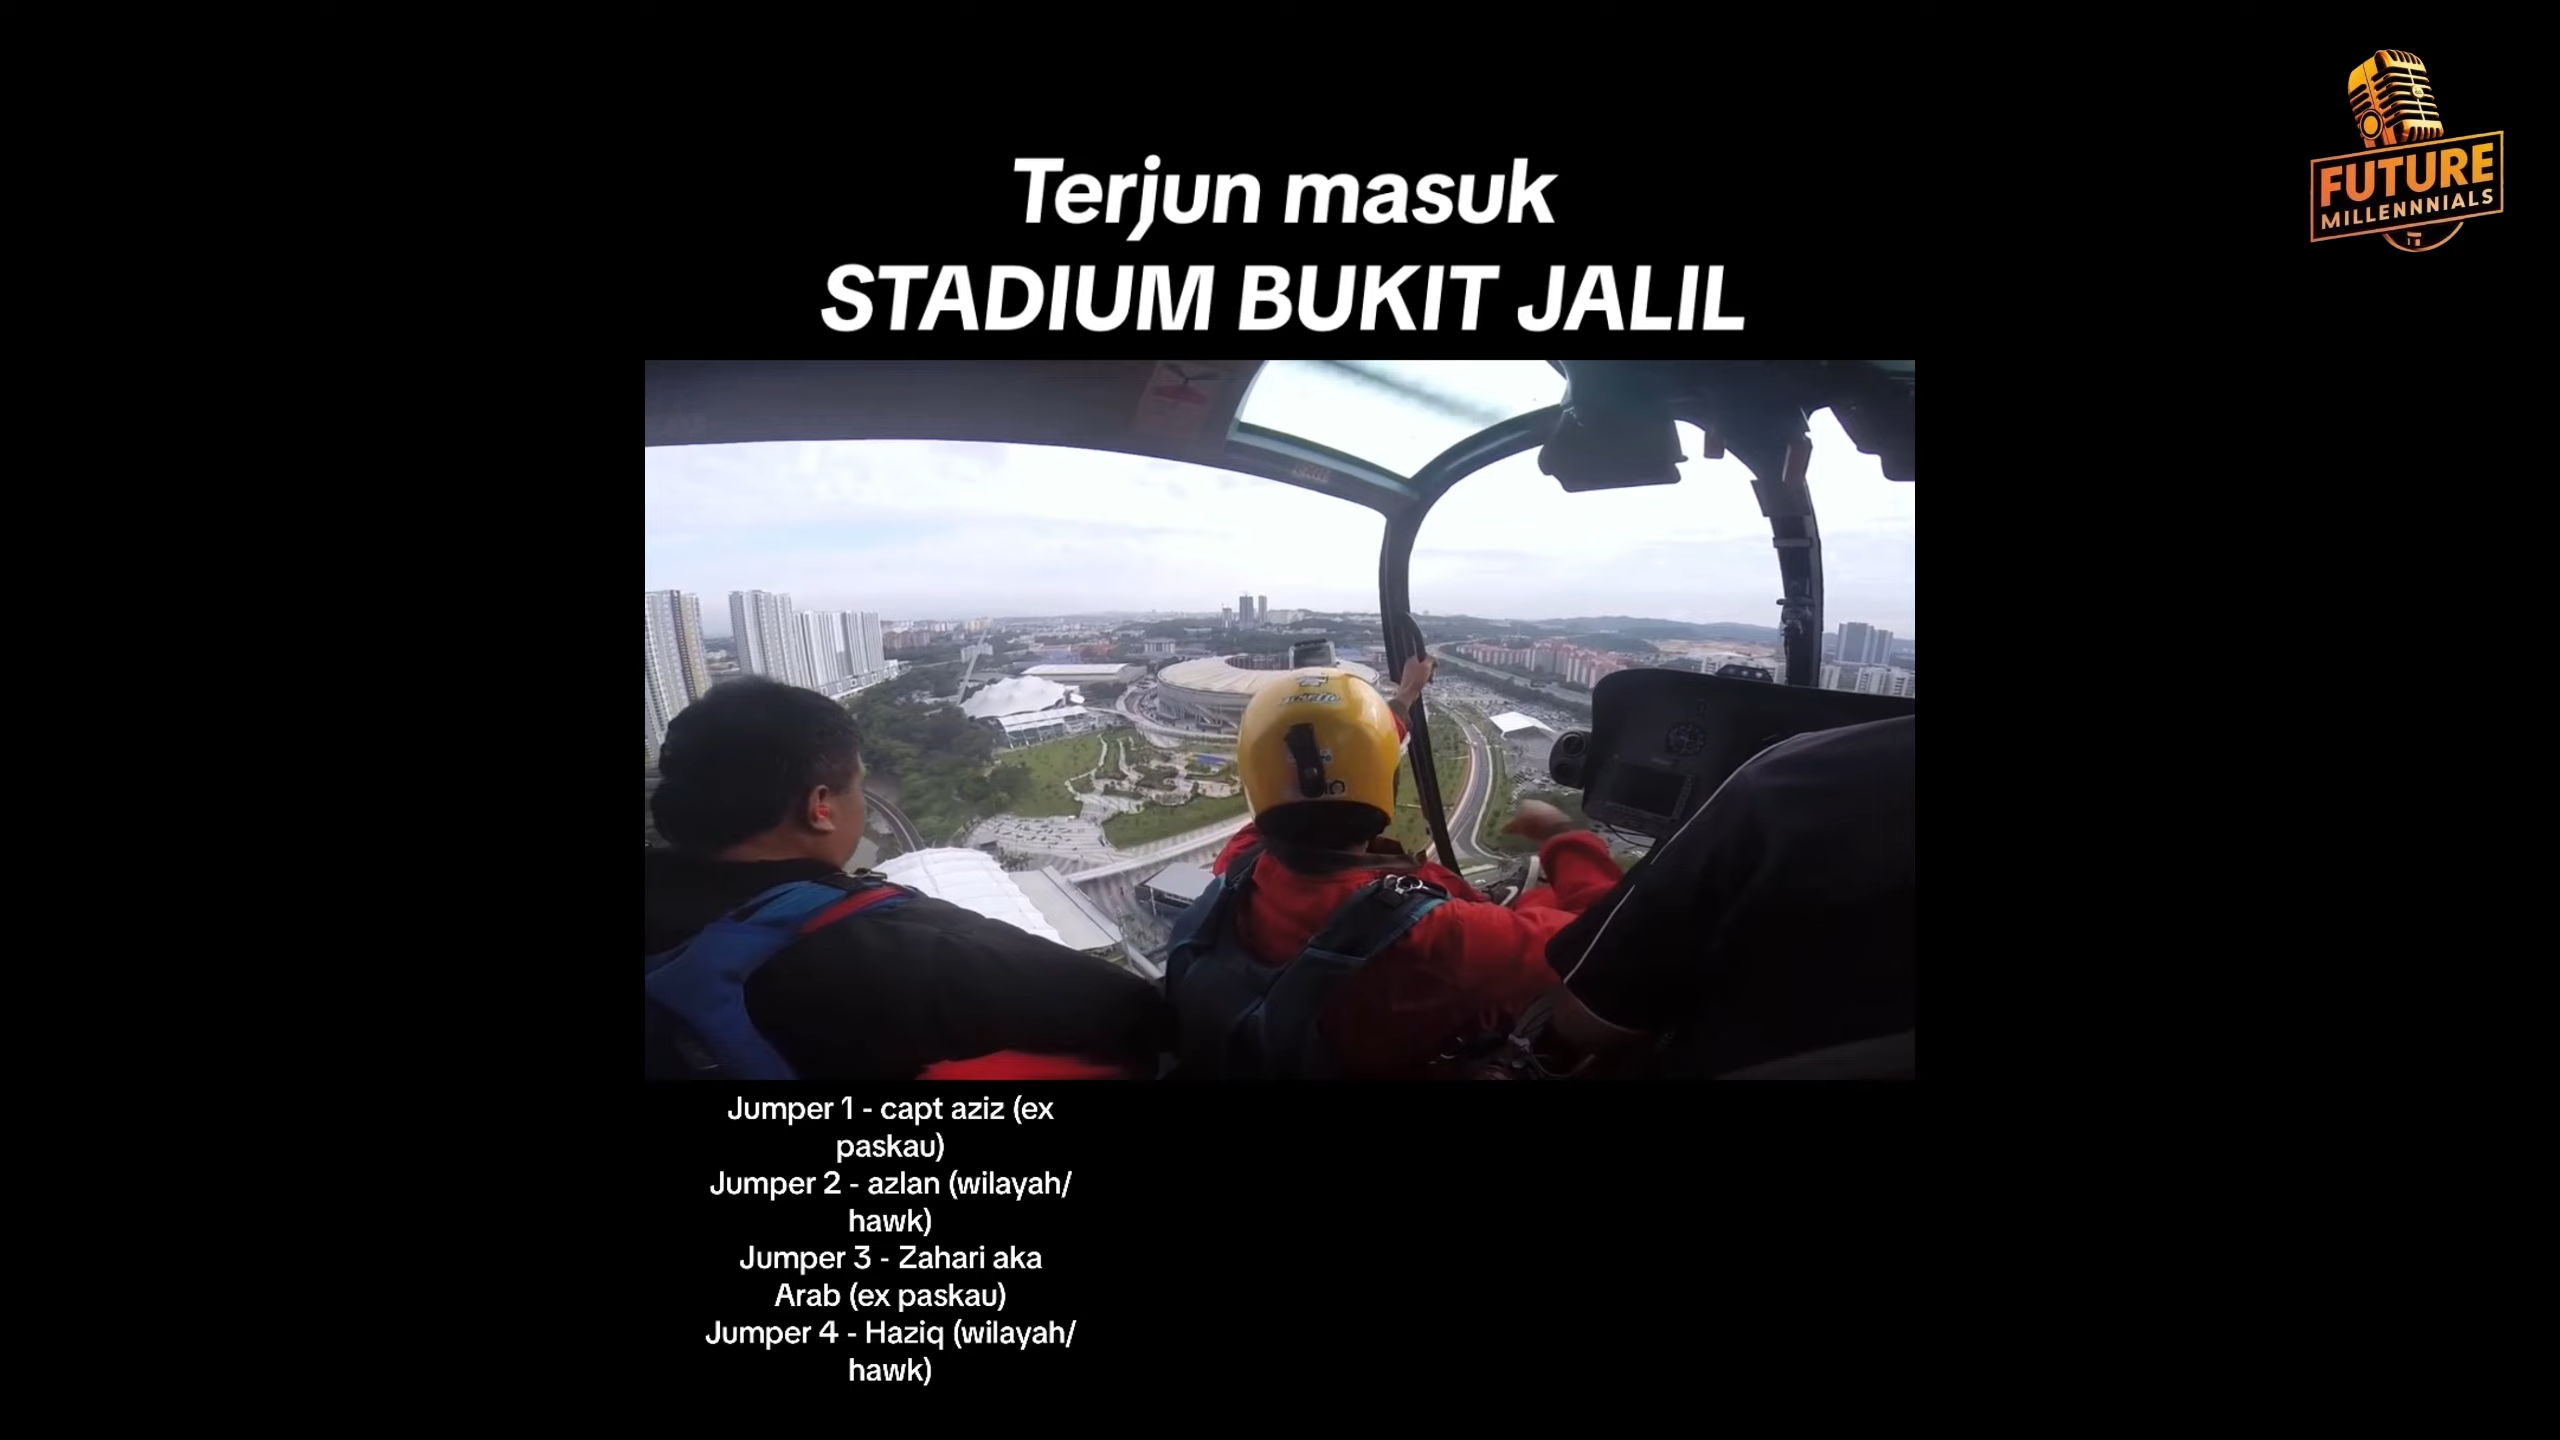 Terjun masuk
STADIUM BUKIT JALIL
FUTURE
MILLENNNIALS
Jumper 1 - capt aziz (ex
paskau)
Jumper 2 - azlan (wilayah/
hawk)
Jumper 3 - Zahari aka
Arab (ex paskau)
Jumper 4 - Haziq (wilayah/
hawk)